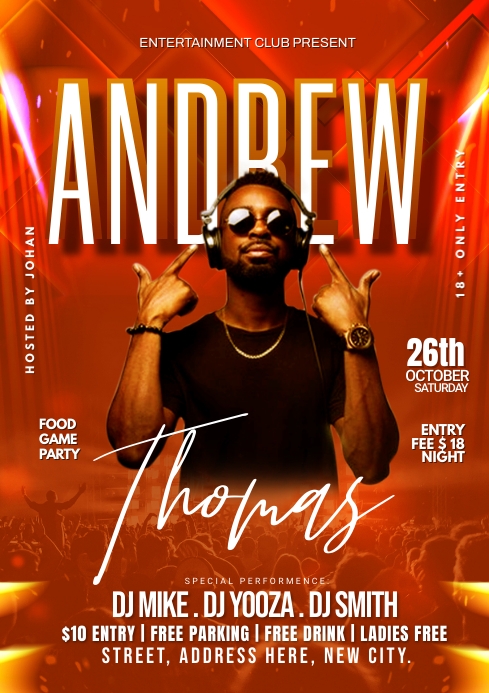 ENTERTAINMENT CLUB PRESENT
ANDREW
HOSTED BY JOHAN
18+ ONLY ENTRY
26th
OCTOBER
SATURDAY
FOOD
GAME
PARTY
ENTRY
FEE $ 18
NIGHT
Thomas
SPECIAL PERFORMENCE.
DJ MIKE . DJ YOOZA . DJ SMITH
$10 ENTRY | FREE PARKING | FREE DRINK | LADIES FREE
STREET, ADDRESS HERE, NEW CITY.